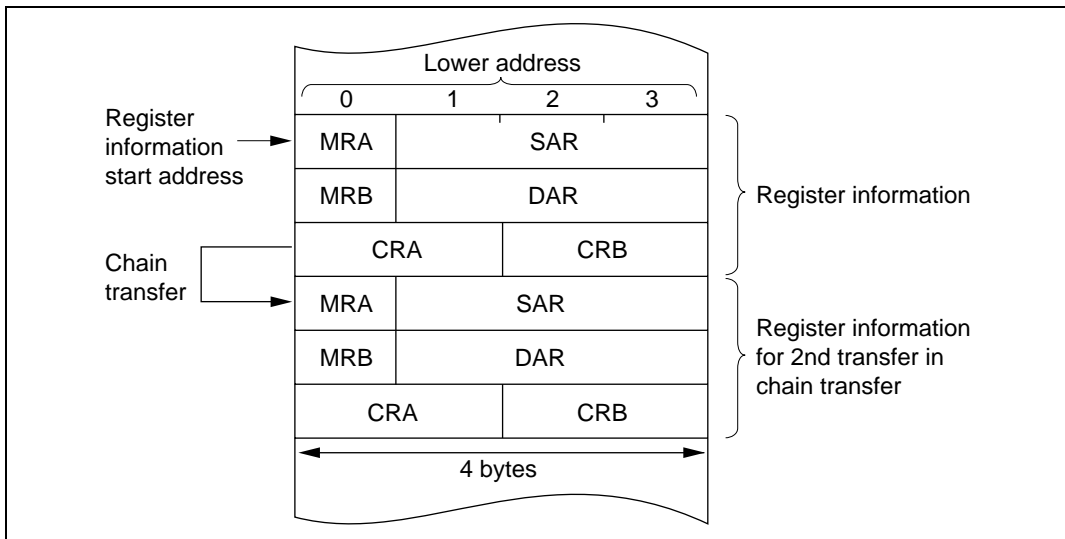 Lower address
0 1 2 3
Register
information
start address
MRA SAR
MRB DAR
Register information
CRA CRB
Chain
transfer
MRA SAR
MRB DAR
Register information
for 2nd transfer in
chain transfer
CRA CRB
4 bytes